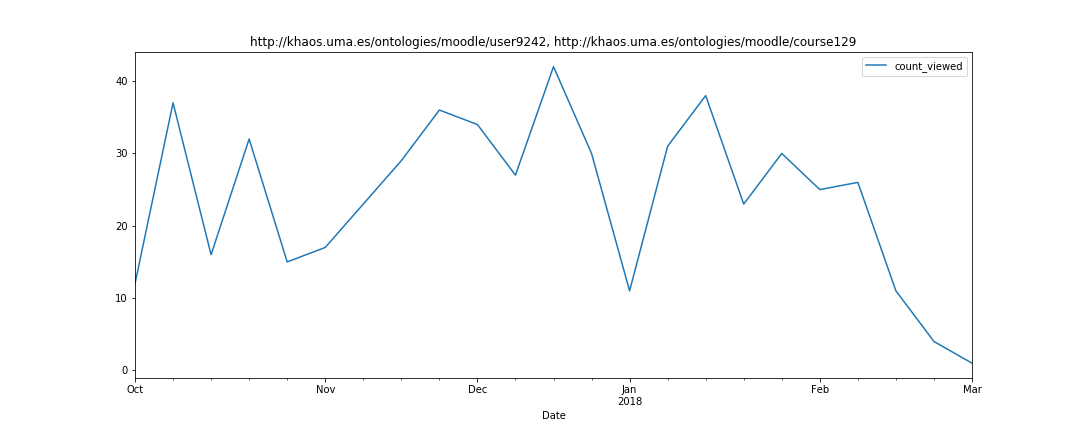 http://khaos.uma.es/ontologies/moodle/user9242, http://khaos.uma.es/ontologies/moodle/course129
count_viewed
40
30
20
10
0
Oct Nov Dec Jan Feb Mar
2018
Date